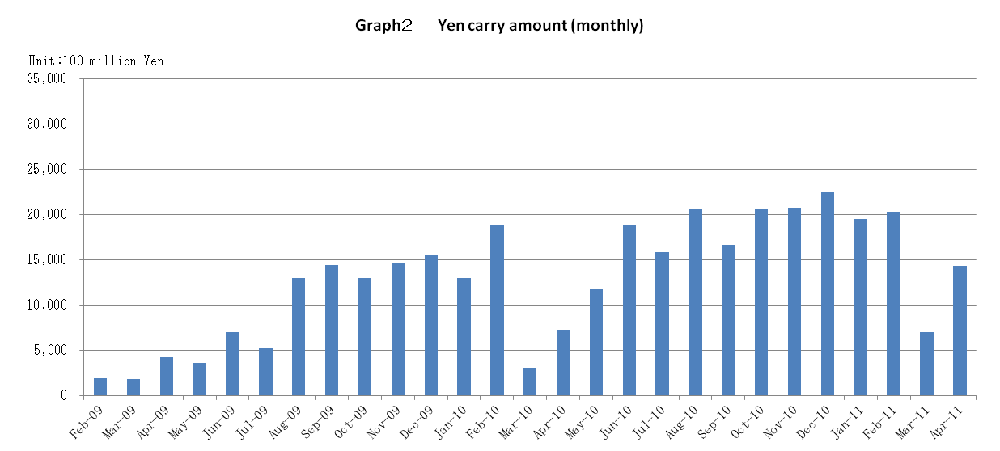 Graph２　Yen carry amount (monthly)
Unit:100 million Yen
35,000
30,000
25,000
20,000
15,000
10,000
5,000
0
Feb-09 Mar-09 Apr-09 May-09 Jun-09 Jul-09 Aug-09 Sep-09 Oct-09 Nov-09 Dec-09 Jan-10 Feb-10 Mar-10 Apr-10 May-10 Jun-10 Jul-10 Aug-10 Sep-10 Oct-10 Nov-10 Dec-10 Jan-11 Feb-11 Mar-11 Apr-11